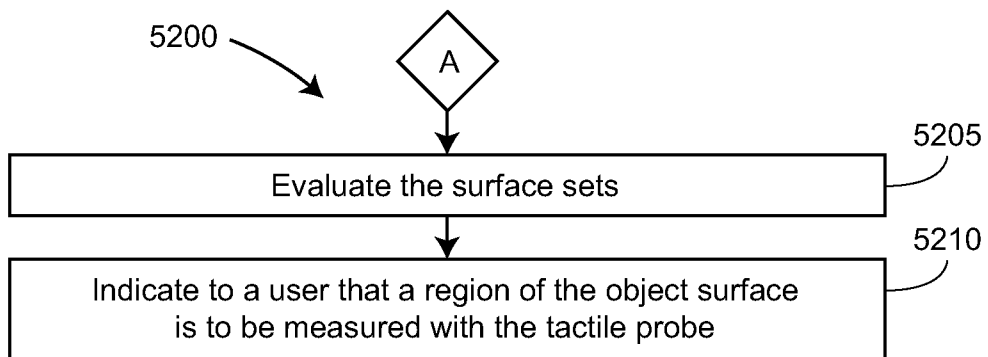 5200
A
5205
Evaluate the surface sets
5210
Indicate to a user that a region of the object surface
is to be measured with the tactile probe